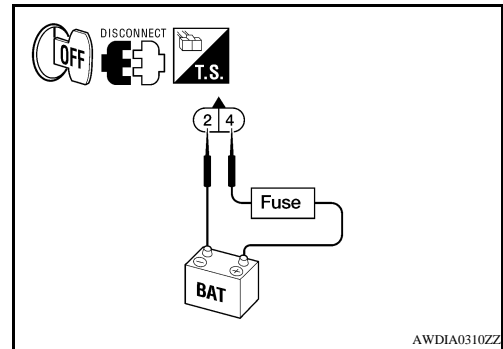 OFF
DISCONNECT
T.S.
2 4
Fuse
− +
BAT
AWDIA0310ZZ